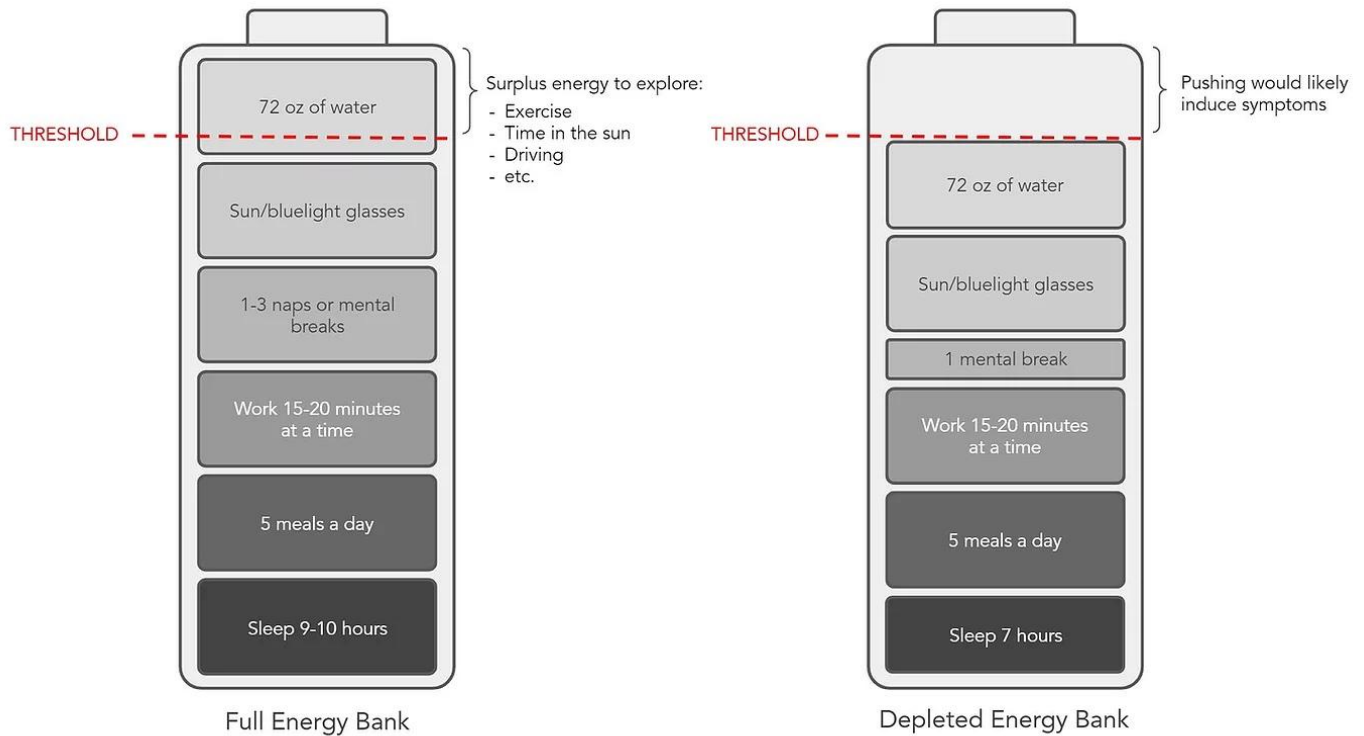 72 oz of water
Surplus energy to explore:
- Exercise
- Time in the sun
- Driving
- etc.
THRESHOLD
Sun/bluelight glasses
1-3 naps or mental
breaks
Work 15-20 minutes
at a time
5 meals a day
Sleep 9-10 hours
Full Energy Bank
Pushing would likely
induce symptoms
THRESHOLD
72 oz of water
Sun/bluelight glasses
1 mental break
Work 15-20 minutes
at a time
5 meals a day
Sleep 7 hours
Depleted Energy Bank